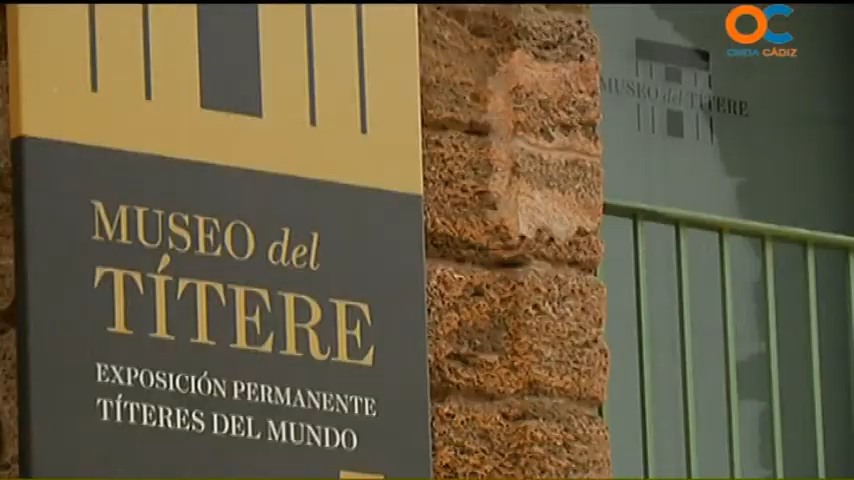 OC
ONDA CÁDIZ
MUSEO del TÍTERE
MUSEO del
TÍTERE
EXPOSICIÓN PERMANENTE
TÍTERES DEL MUNDO